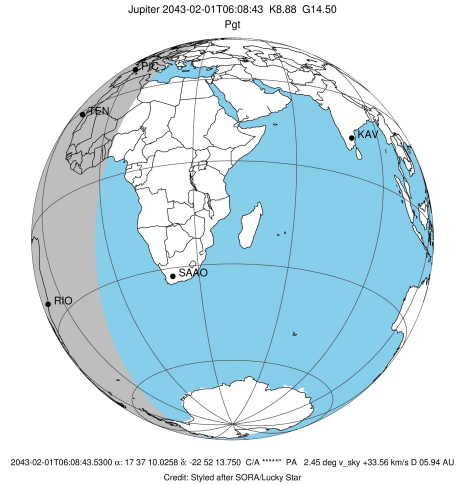 Jupiter 2043-02-01T06:08:43 K8.88 G14.50
Pgt
PIC
TEN
KAV
SAAO
RIO
2043-02-01T06:08:43.5300 α: 17 37 10.0258 δ: -22 52 13.750 C/A *****" PA 2.45 deg v_sky +33.56 km/s D 05.94 AU
Credit: Styled after SORA/Lucky Star